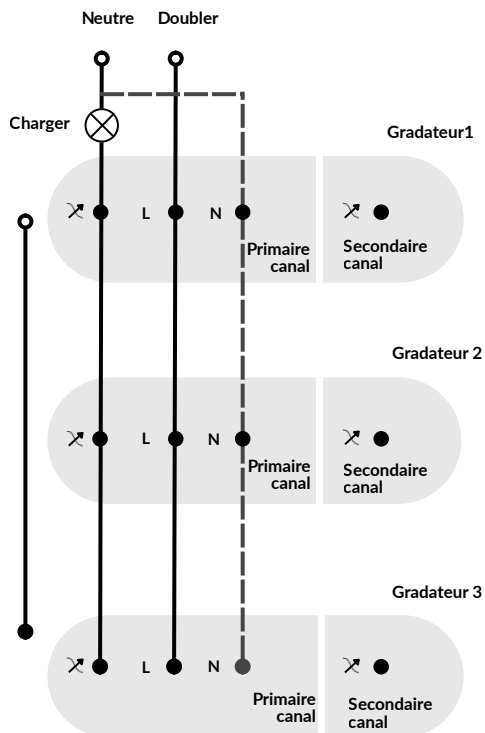 Neutre
Doubler
Charger
Gradateur1
L
N
Primaire
canal
Secondaire
canal
Gradateur 2
L
N
Primaire
canal
Secondaire
canal
Gradateur 3
L
N
Primaire
canal
Secondaire
canal